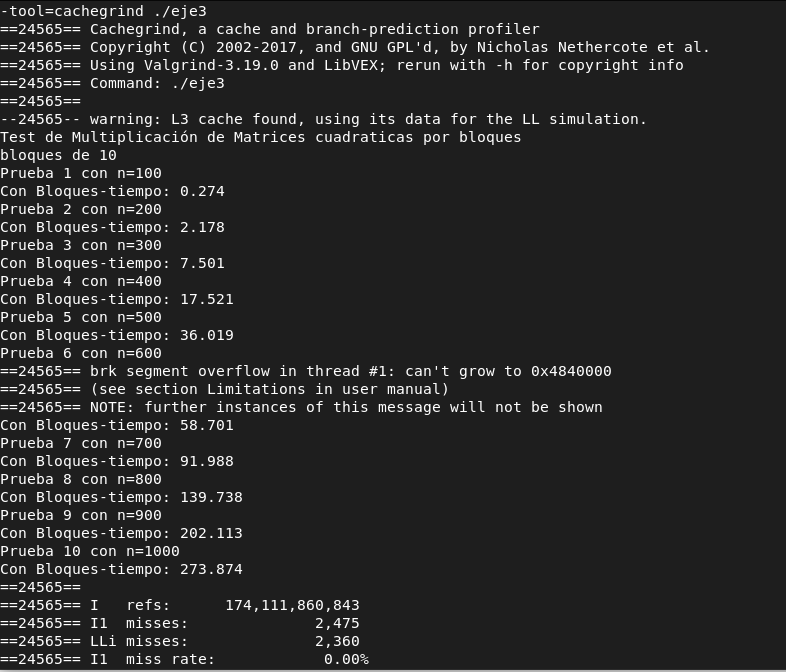 -tool=cachegrind ./eje3
==24565== Cachegrind, a cache and branch-prediction profiler
==24565== Copyright (C) 2002-2017, and GNU GPL'd, by Nicholas Nethercote et al.
==24565== Using Valgrind-3.19.0 and LibVEX; rerun with -h for copyright info
==24565== Command: ./eje3
==24565==
--24565-- warning: L3 cache found, using its data for the LL simulation.
Test de Multiplicación de Matrices cuadraticas por bloques
bloques de 10
Prueba 1 con n=100
Con Bloques-tiempo: 0.274
Prueba 2 con n=200
Con Bloques-tiempo: 2.178
Prueba 3 con n=300
Con Bloques-tiempo: 7.501
Prueba 4 con n=400
Con Bloques-tiempo: 17.521
Prueba 5 con n=500
Con Bloques-tiempo: 36.019
Prueba 6 con n=600
==24565== brk segment overflow in thread #1: can't grow to 0x4840000
==24565== (see section Limitations in user manual)
==24565== NOTE: further instances of this message will not be shown
Con Bloques-tiempo: 58.701
Prueba 7 con n=700
Con Bloques-tiempo: 91.988
Prueba 8 con n=800
Con Bloques-tiempo: 139.738
Prueba 9 con n=900
Con Bloques-tiempo: 202.113
Prueba 10 con n=1000
Con Bloques-tiempo: 273.874
==24565==
==24565== I   refs:      174,111,860,843
==24565== I1  misses:              2,475
==24565== LLi misses:              2,360
==24565== I1  miss rate:            0.00%